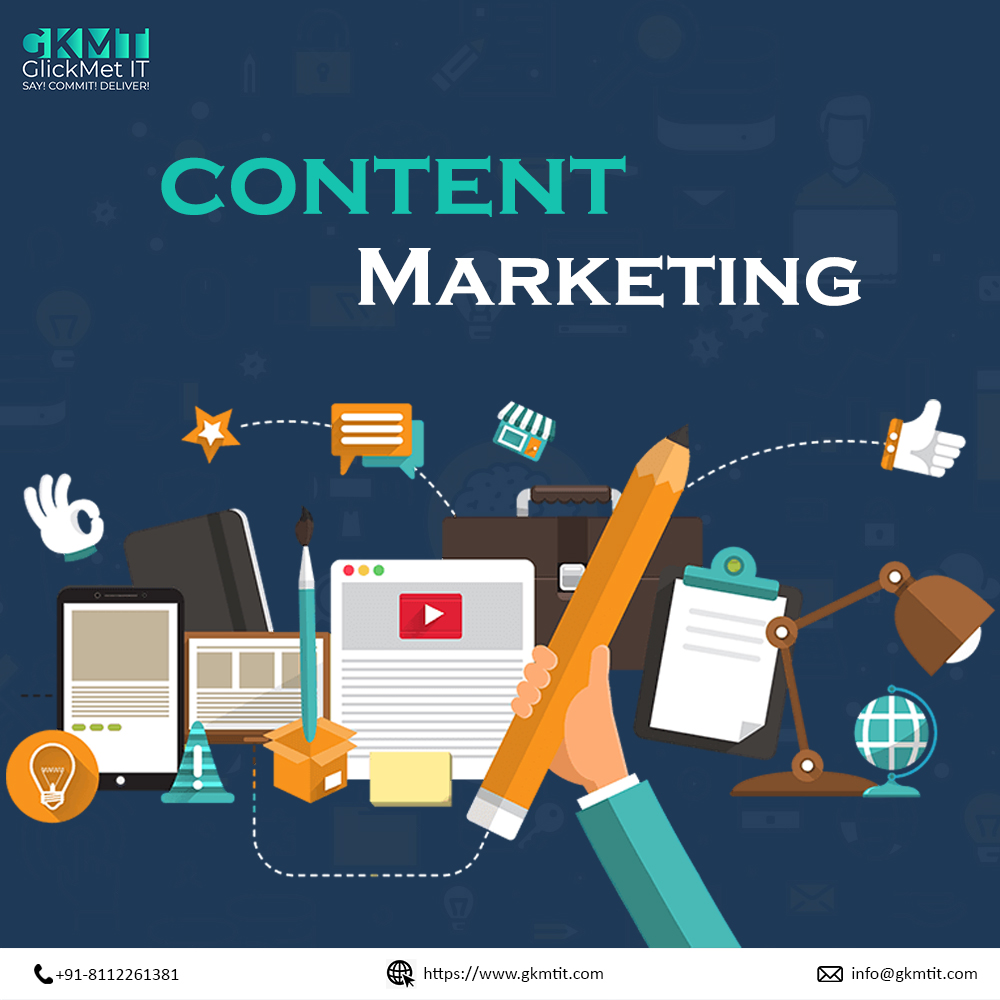 GKMT
GlickMet IT
SAY! COMMIT! DELIVER!
CONTENT
MARKETING
+91-8112261381
https://www.gkmtit.com
info@gkmtit.com